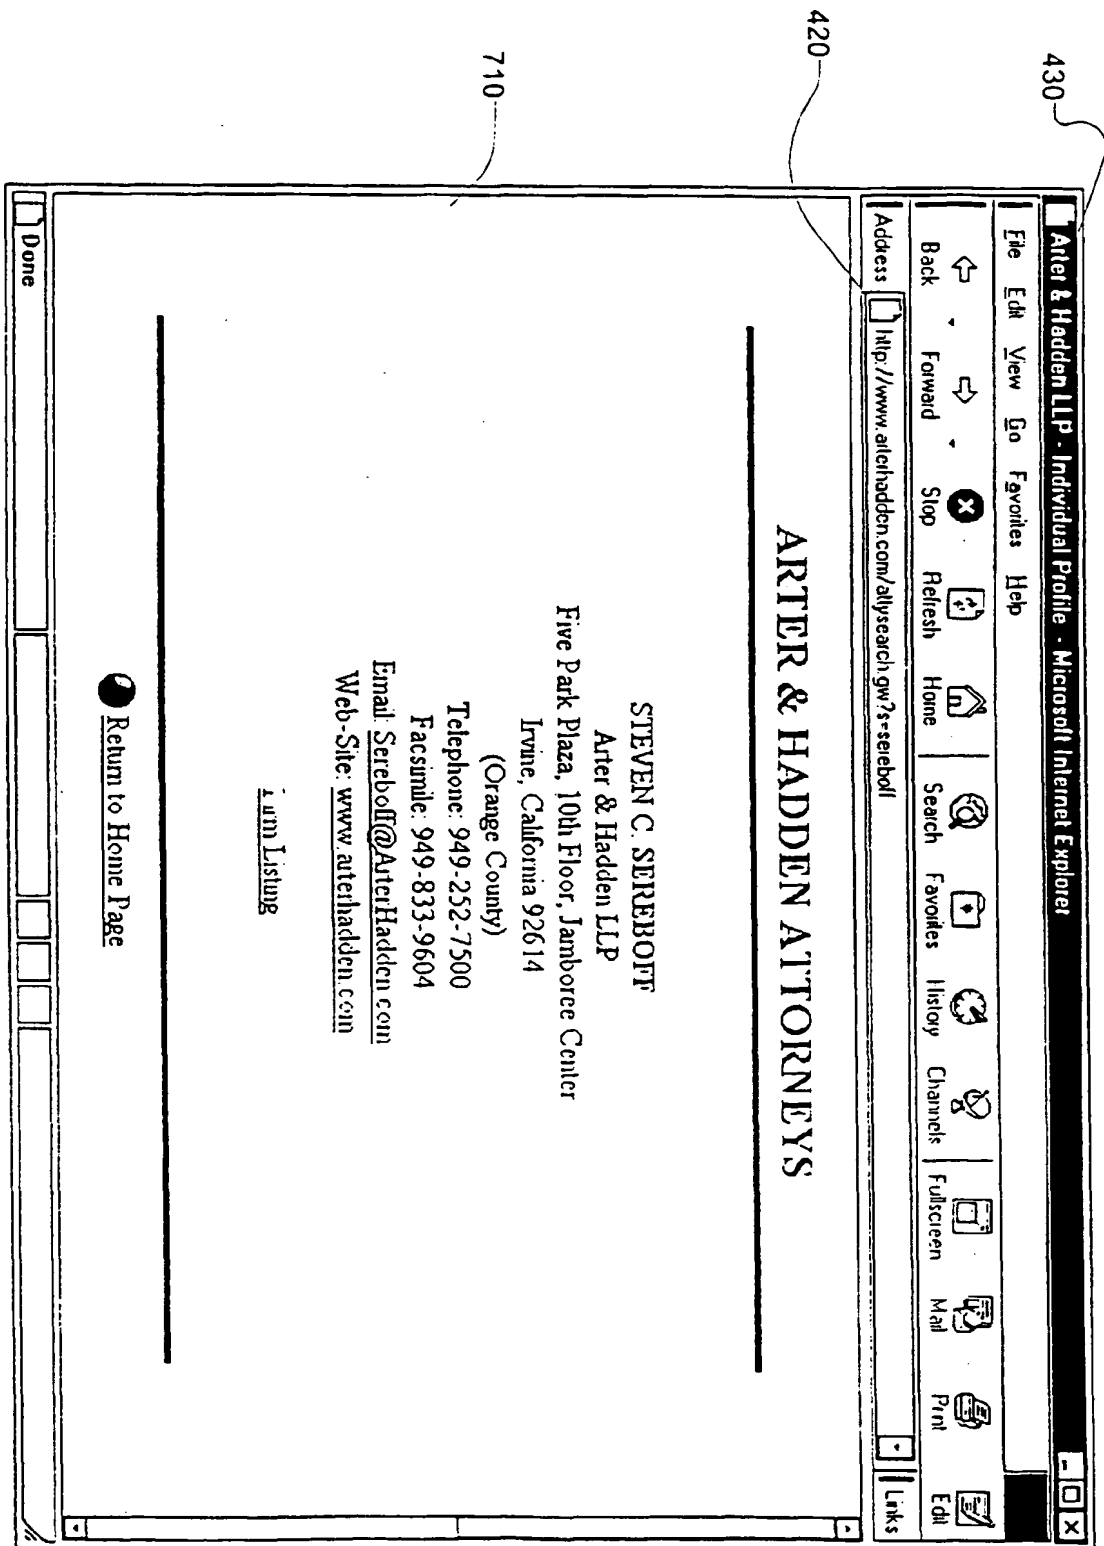 430
420
710
Arter & Hadden LLP - Individual Profile - Microsoft Internet Explorer
File Edit View Go Favorites Help
Back Forward Stop Refresh Home Search Favorites History Channels Fullscreen Mail Print Edit
Address http://www.arterhadden.com/attysearch.gw?s=sereboff Links
ARTER & HADDEN ATTORNEYS
STEVEN C. SEREBOFF
Arter & Hadden LLP
Five Park Plaza, 10th Floor, Jamboree Center
Irvine, California 92614
(Orange County)
Telephone: 949-252-7500
Facsimile: 949-833-9604
Email: Sereboff@ArterHadden.com
Web-Site: www.arterhadden.com
Firm Listing
Return to Home Page
Done